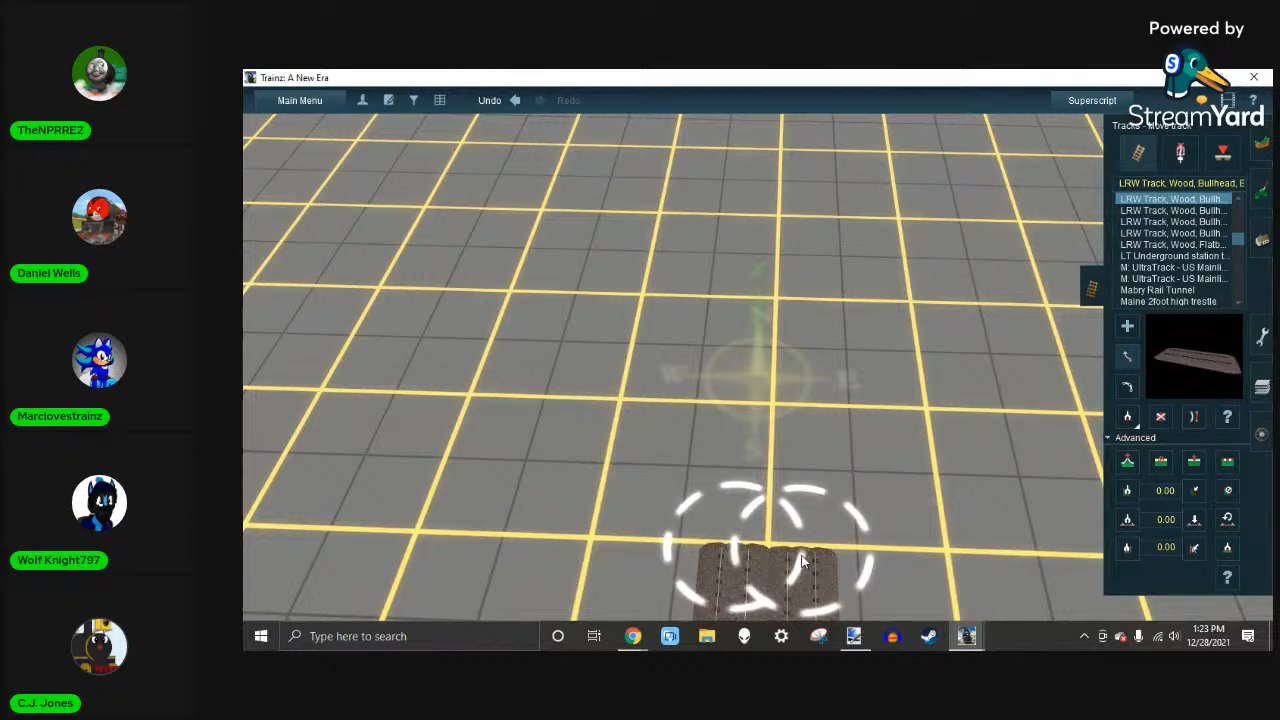 Powered by
StreamYard
TheNPRRE2
Daniel Wells
Marclovestrainz
Wolf Knight797
C.J. Jones
Trainz: A New Era
Main Menu
Undo
Redo
Superscript
Tracks - Move track
LRW Track, Wood, Bullhead, B
LRW Track, Wood, Bullh...
LRW Track, Wood, Bullh...
LRW Track, Wood, Bullh...
LRW Track, Wood, Bullh...
LRW Track, Wood, Flatb...
LT Underground station t...
M: UltraTrack - US Mainli...
M: UltraTrack - US Mainli...
Mabry Rail Tunnel
Maine 2foot high trestle
Advanced
0.00
0.00
0.00
Type here to search
1:23 PM
12/28/2021